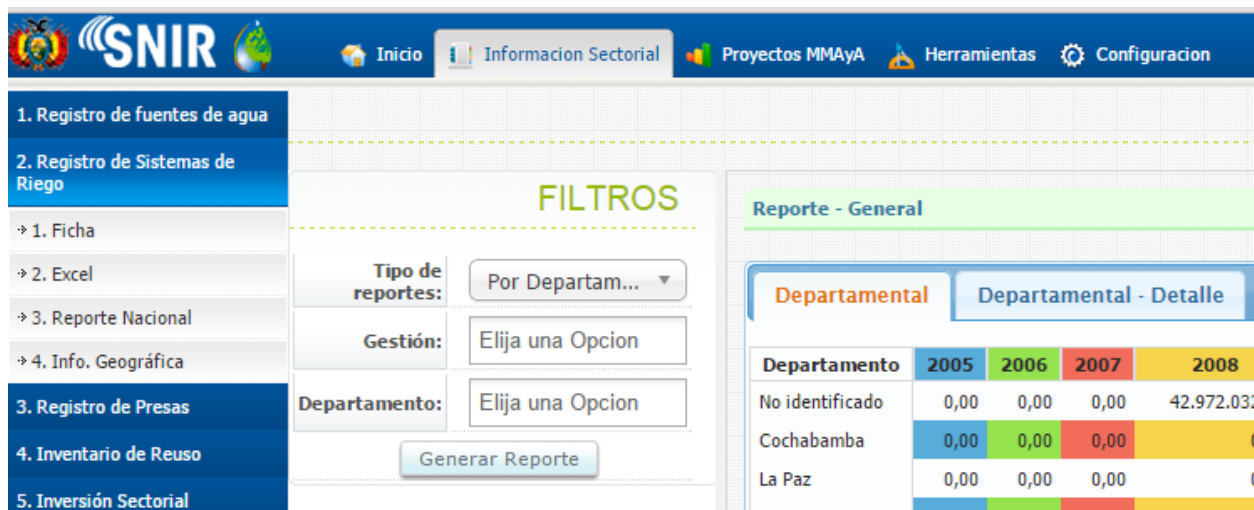 SNIR
Inicio
Informacion Sectorial
Proyectos MMAyA
Herramientas
Configuracion
1. Registro de fuentes de agua
2. Registro de Sistemas de
Riego
1. Ficha
2. Excel
3. Reporte Nacional
4. Info. Geográfica
3. Registro de Presas
4. Inventario de Reuso
5. Inversión Sectorial
FILTROS
Tipo de
reportes:
Por Departam...
Gestión:
Elija una Opcion
Departamento:
Elija una Opcion
Generar Reporte
Reporte - General
Departamental
Departamental - Detalle
Departamento 2005 2006 2007 2008
No identificado 0,00 0,00 0,00 42.972.032
Cochabamba 0,00 0,00 0,00
La Paz 0,00 0,00 0,00